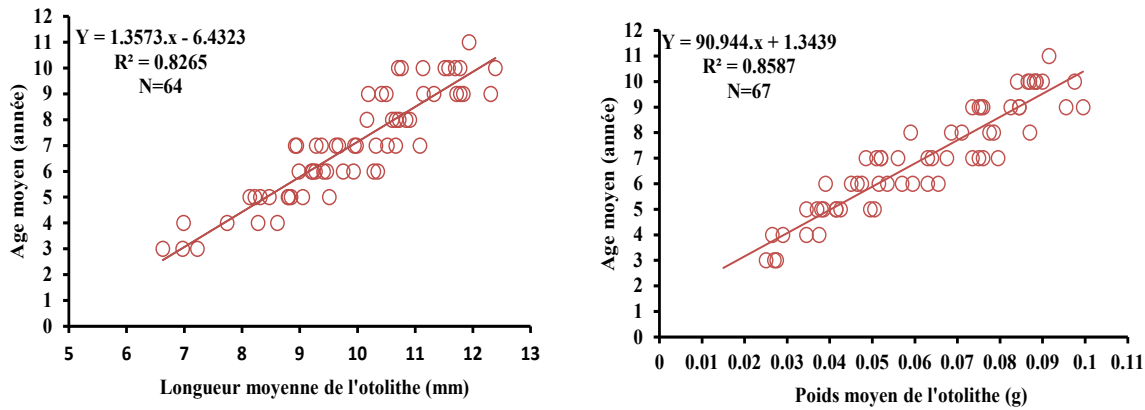 Y = 1.3573.x - 6.4323
R² = 0.8265
N=64
Age moyen (année)
12
11
10
9
8
7
6
5
4
3
2
1
0
5 6 7 8 9 10 11 12 13
Longueur moyenne de l'otolithe (mm)
Y = 90.944.x + 1.3439
R² = 0.8587
N=67
Age moyen (année)
12
11
10
9
8
7
6
5
4
3
2
1
0
0 0.01 0.02 0.03 0.04 0.05 0.06 0.07 0.08 0.09 0.1 0.11
Poids moyen de l'otolithe (g)